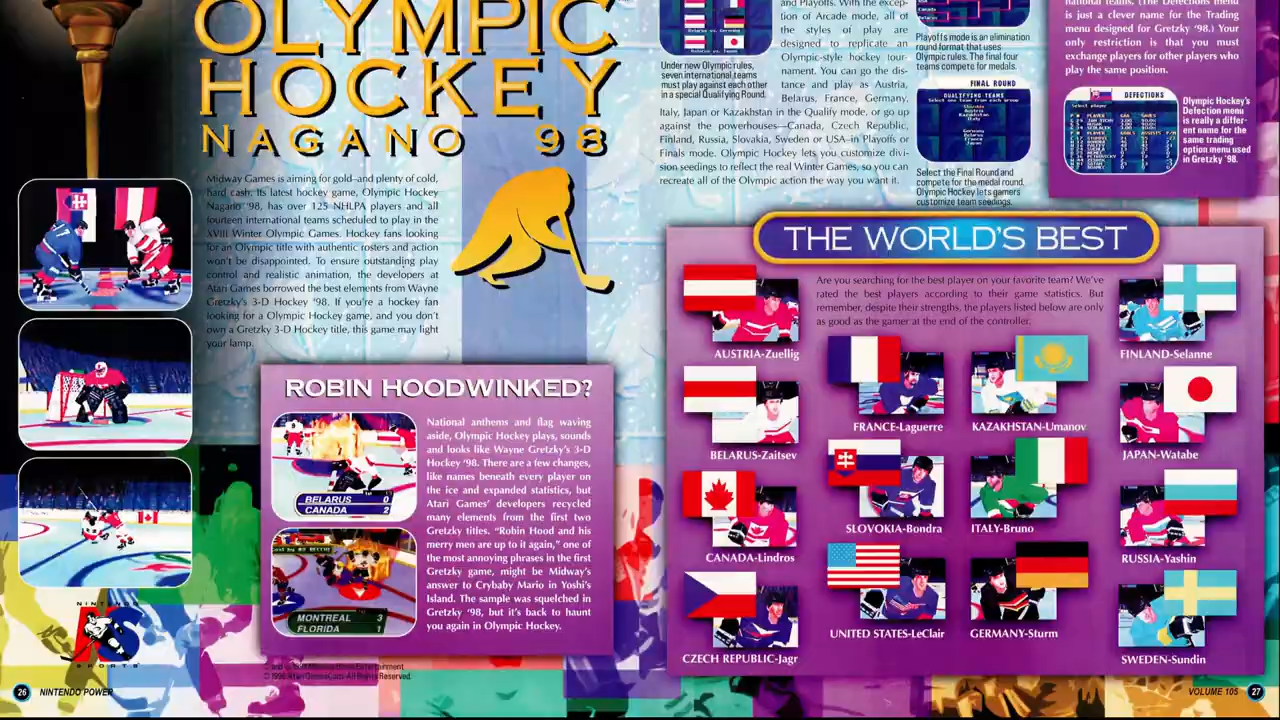 OLYMPIC
HOCKEY
NAGANO '98
Midway Games is aiming for gold–and plenty of cold,
hard cash. Its latest hockey game, Olympic Hockey
Nagano '98, has over 125 NHLPA players and all
fourteen international teams scheduled to play in the
XVIII Winter Olympic Games. Hockey fans looking
for an Olympic title with authentic rosters and action
won't be disappointed. To ensure outstanding play
control and realistic animation, the developers at
Atari Games borrowed the best elements from Wayne
Gretzky's 3-D Hockey '98. If you're a hockey fan
looking for a Olympic hockey game, and you don't
own a Gretzky 3-D Hockey title, this game may light
your lamp.
ROBIN HOODWINKED?
National anthems and flag waving
aside, Olympic Hockey plays, sounds
and looks like Wayne Gretzky's 3-D
Hockey '98. There are a few changes,
like names beneath every player on
the ice and expanded statistics, but
Atari Games' developers recycled
many elements from the first two
Gretzky titles. "Robin Hood and his
merry men are up to it again," one of
the most annoying phrases in the first
Gretzky game, might be Midway's
answer to Crybaby Mario in Yoshi's
Island. The sample was squelched in
Gretzky '98, but it's back to haunt
you again in Olympic Hockey.
BELARUS 0
CANADA 2
MONTREAL 3
FLORIDA 1
NINTENDO
SPORTS
26 NINTENDO POWER
Belarus vs. Germany
Under new Olympic rules,
seven international teams
must play against each other
in a special Qualifying Round.
and Playoffs. With the excep-
tion of Arcade mode, all of
the styles of play are
designed to replicate an
Olympic-style hockey tour-
nament. You can go the dis-
tance and play as Austria,
Belarus, France, Germany,
Italy, Japan or Kazakhstan in the Qualify mode, or go up
against the powerhouses—Canada, Czech Republic,
Finland, Russia, Slovakia, Sweden or USA–in Playoffs or
Finals mode. Olympic Hockey lets you customize divi-
sion seedings to reflect the real Winter Games, so you can
recreate all of the Olympic action the way you want it.
Playoffs mode is an elimination
round format that uses
Olympic rules. The final four
teams compete for medals.
FINAL ROUND
QUALIFYING TEAMS
Select one team from each group
Slovakia
Austria
Kazakhstan
Italy
Germany
Belarus
France
Japan
Select the Final Round and
compete for the medal round.
Olympic Hockey lets gamers
customize team seedings.
national teams. (The Defections menu
is just a clever name for the Trading
menu designed for Gretzky '98.) Your
only restriction is that you must
exchange players for other players who
play the same position.
DEFECTIONS
Select player
Olympic Hockey's
Defection menu
is really a differ-
ent name for the
same trading
option menu used
in Gretzky '98.
THE WORLD'S BEST
Are you searching for the best player on your favorite team? We've
rated the best players according to their game statistics. But
remember, despite their strengths, the players listed below are only
as good as the gamer at the end of the controller.
AUSTRIA-Zuellig
FINLAND-Selanne
FRANCE-Laguerre
KAZAKHSTAN-Umanov
BELARUS-Zaitsev
JAPAN-Watabe
SLOVOKIA-Bondra
ITALY-Bruno
CANADA-Lindros
RUSSIA-Yashin
UNITED STATES-LeClair
GERMANY-Sturm
CZECH REPUBLIC-Jagr
SWEDEN-Sundin
VOLUME 105 27